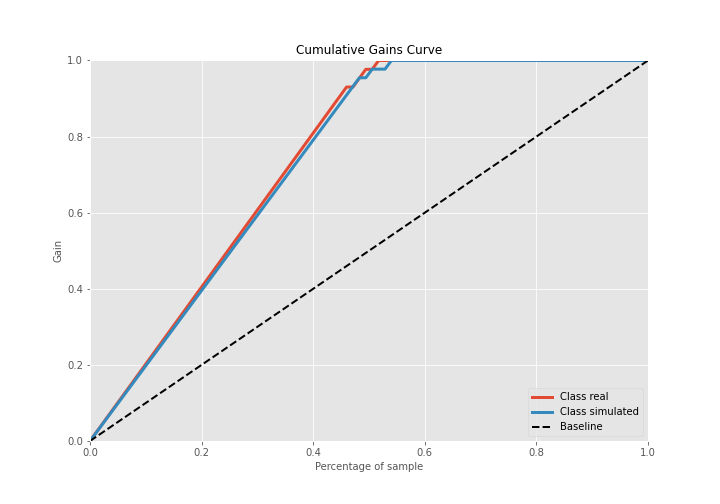 Cumulative Gains Curve
1.0
0.8
0.6
0.4
0.2
0.0
Gain
0.0 0.2 0.4 0.6 0.8 1.0
Percentage of sample
Class real
Class simulated
Baseline